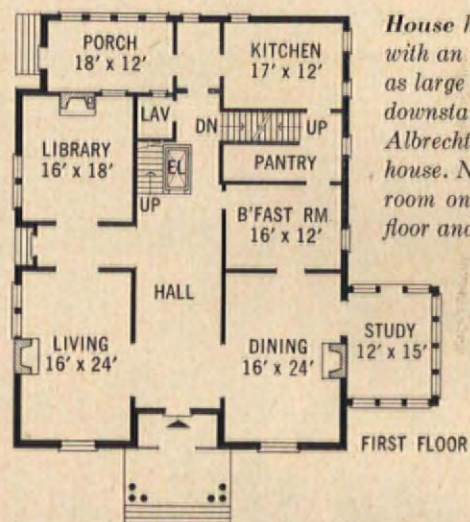 PORCH
18' x 12'
KITCHEN
17' x 12'
LAV
DN
UP
LIBRARY
16' x 18'
EL
PANTRY
UP
B'FAST RM
16' x 12'
HALL
LIVING
16' x 24'
DINING
16' x 24'
STUDY
12' x 15'
FIRST FLOOR
House
with an
as large
downsta
Albrecht
house. N
room on
floor and